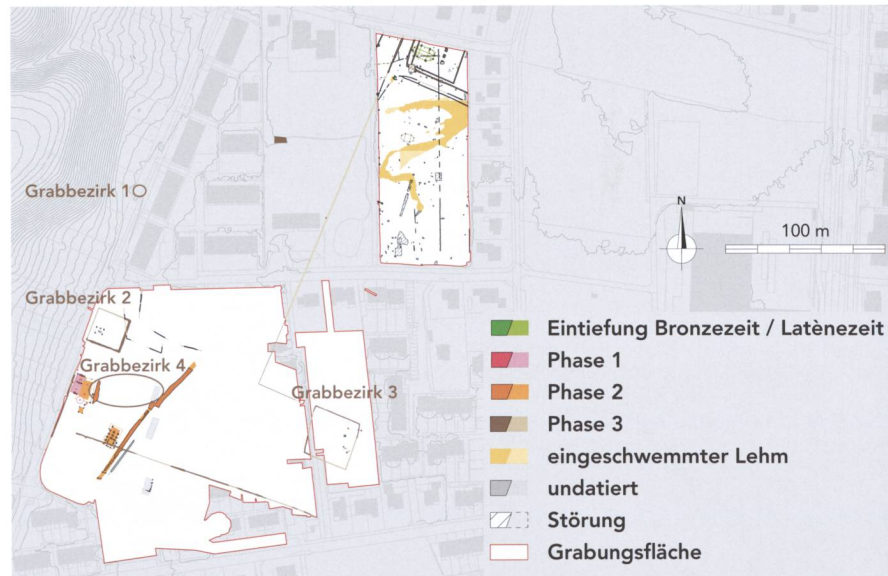 Grabbezirk 1
Grabbezirk 2
Grabbezirk 4
Grabbezirk 3
N
100 m
Eintiefung Bronzezeit / Latènezeit
Phase 1
Phase 2
Phase 3
eingeschwemmter Lehm
undatiert
Störung
Grabungsfläche